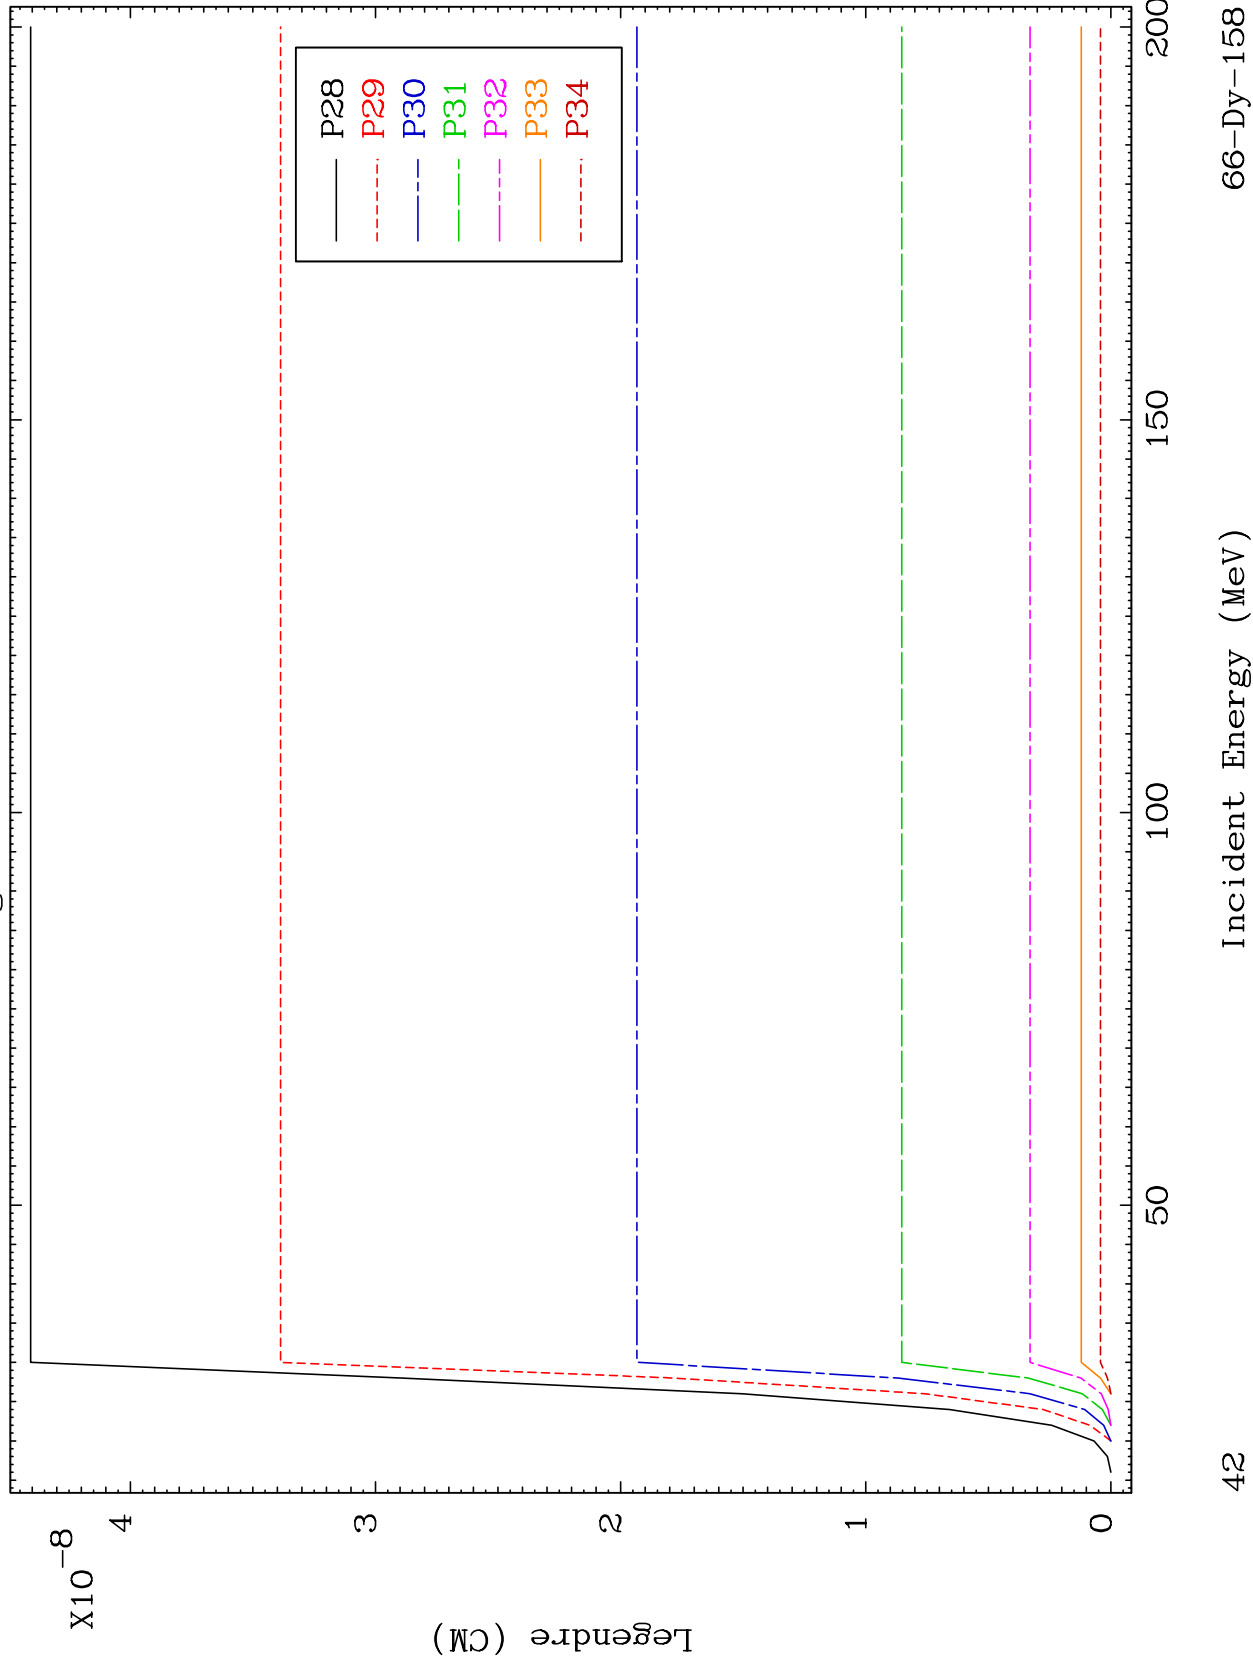 X10
-8
4
3
2
1
0
Legendre (CM)
P28
P29
P30
P31
P32
P33
P34
50
100
150
200
Incident Energy (MeV)
42
66-Dy-158